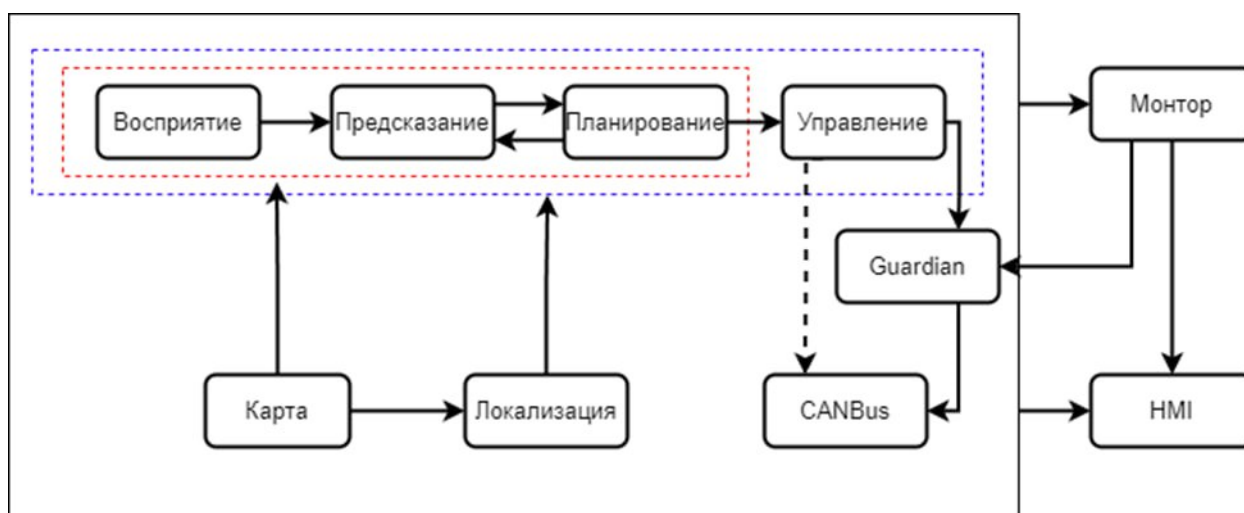 Восприятие
Предсказание
Планирование
Управление
Монтор
Guardian
Карта
Локализация
CANBus
HMI